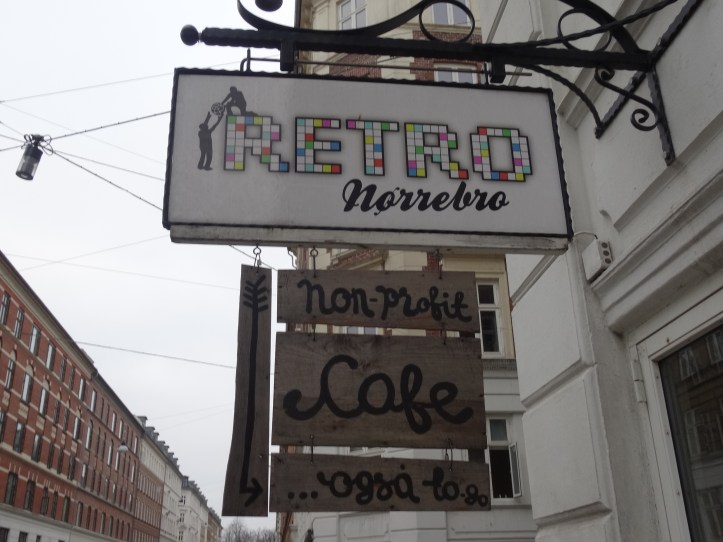 RETRO
Nørrebro
non-profit
Cafe
...også to-go